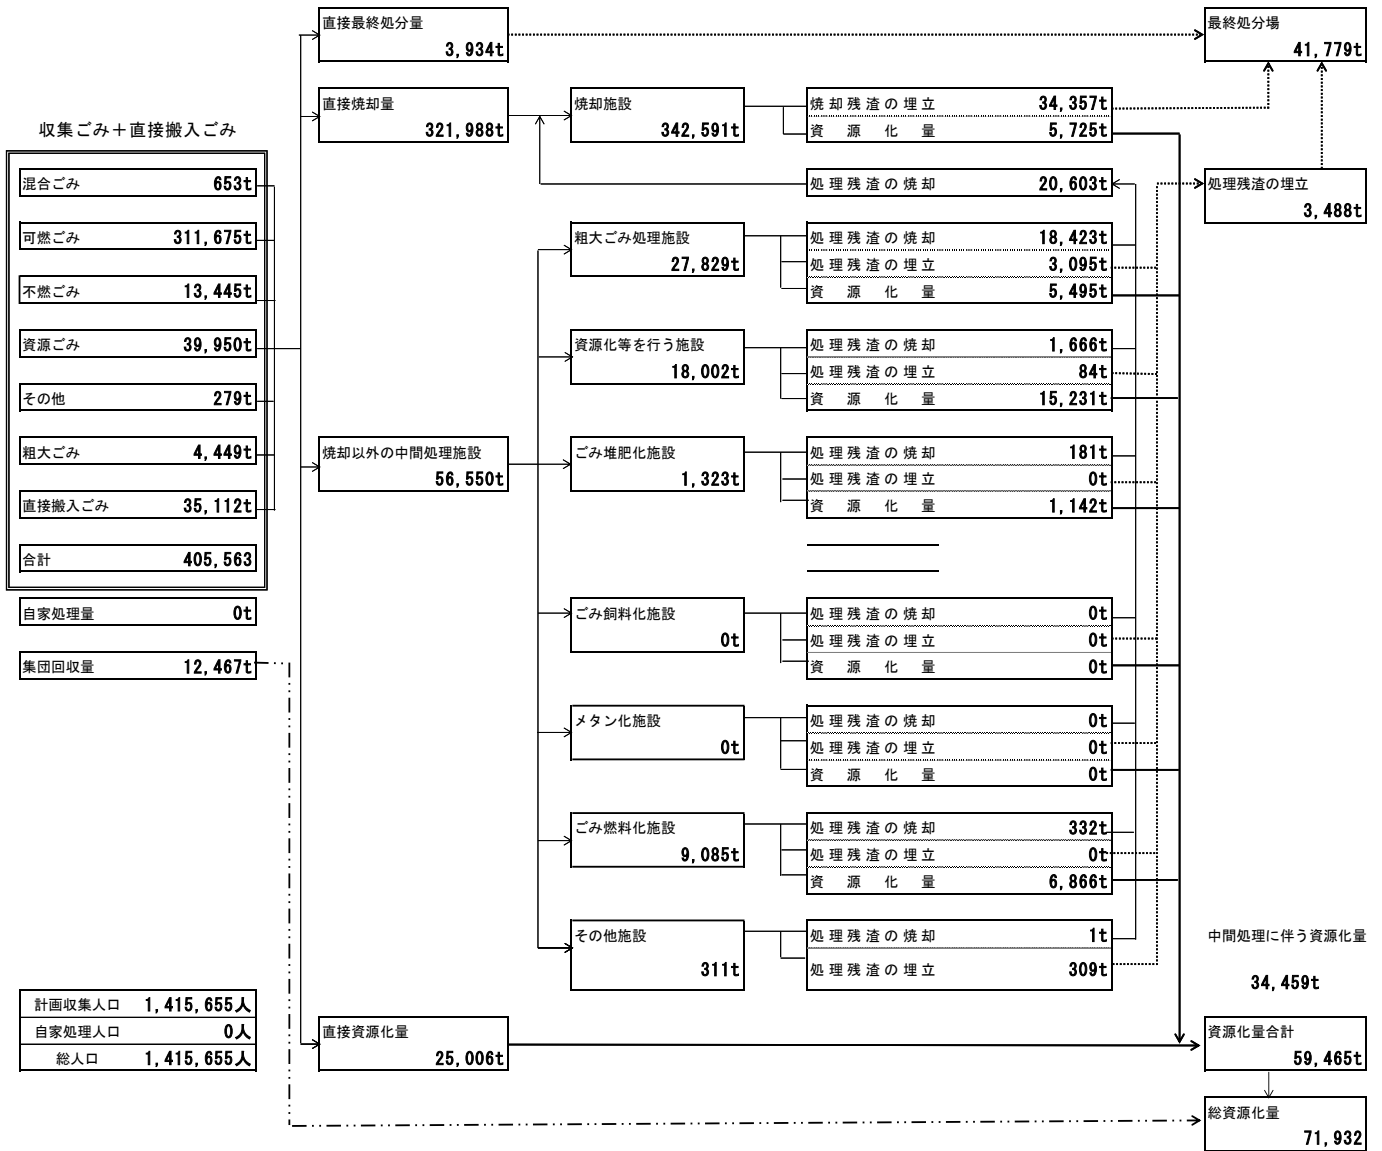 直接最終処分量
3,934t
最終処分場
41,779t
直接焼却量
321,988t
焼却施設
342,591t
焼却残渣の埋立 34,357t
資源化量 5,725t
収集ごみ＋直接搬入ごみ
混合ごみ 653t
処理残渣の焼却 20,603t
処理残渣の埋立
3,488t
可燃ごみ 311,675t
粗大ごみ処理施設
27,829t
処理残渣の焼却 18,423t
処理残渣の埋立 3,095t
資源化量 5,495t
不燃ごみ 13,445t
資源ごみ 39,950t
資源化等を行う施設
18,002t
処理残渣の焼却 1,666t
処理残渣の埋立 84t
資源化量 15,231t
その他 279t
粗大ごみ 4,449t
焼却以外の中間処理施設
56,550t
ごみ堆肥化施設
1,323t
処理残渣の焼却 181t
処理残渣の埋立 0t
資源化量 1,142t
直接搬入ごみ 35,112t
合計 405,563
自家処理量 0t
ごみ飼料化施設
0t
処理残渣の焼却 0t
処理残渣の埋立 0t
資源化量 0t
集団回収量 12,467t
メタン化施設
0t
処理残渣の焼却 0t
処理残渣の埋立 0t
資源化量 0t
ごみ燃料化施設
9,085t
処理残渣の焼却 332t
処理残渣の埋立 0t
資源化量 6,866t
その他施設
311t
処理残渣の焼却 1t
処理残渣の埋立 309t
中間処理に伴う資源化量
34,459t
計画収集人口 1,415,655人
自家処理人口 0人
総人口 1,415,655人
直接資源化量
25,006t
資源化量合計
59,465t
総資源化量
71,932